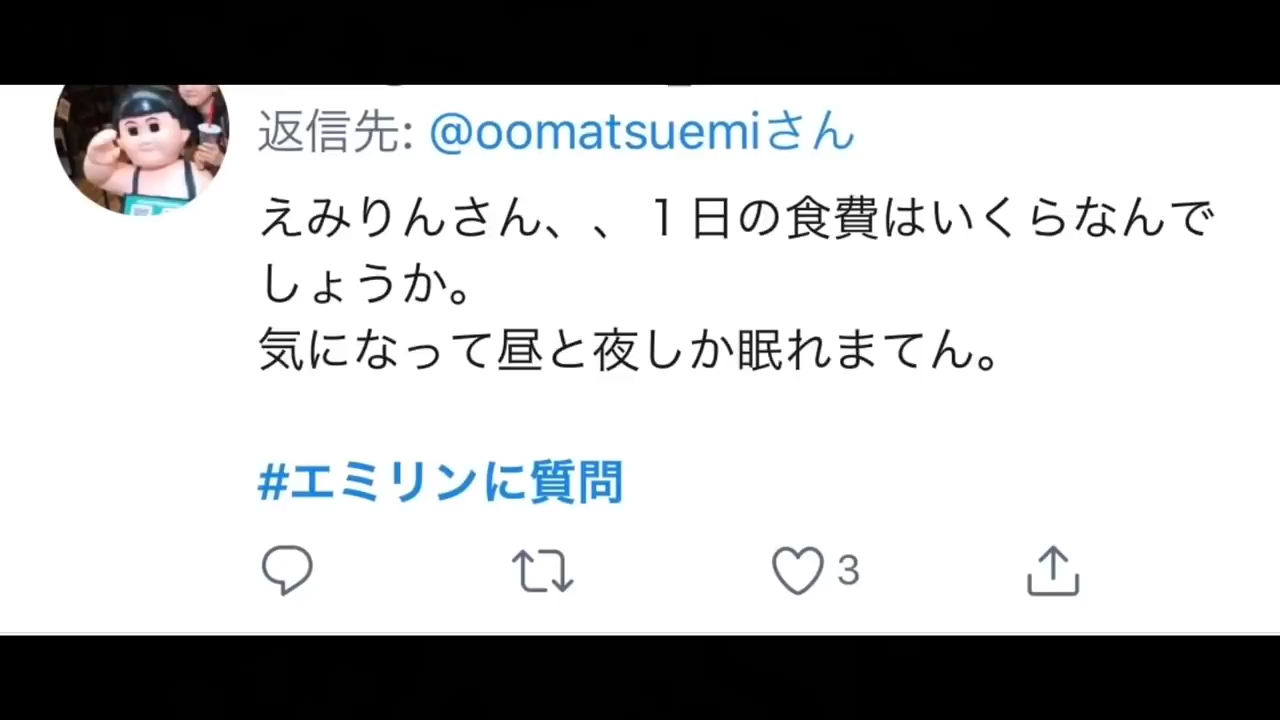 返信先: @oomatsuemiさん
えみりんさん、、１日の食費はいくらなんで
しょうか。
気になって昼と夜しか眠れまてん。
#エミリンに質問
3